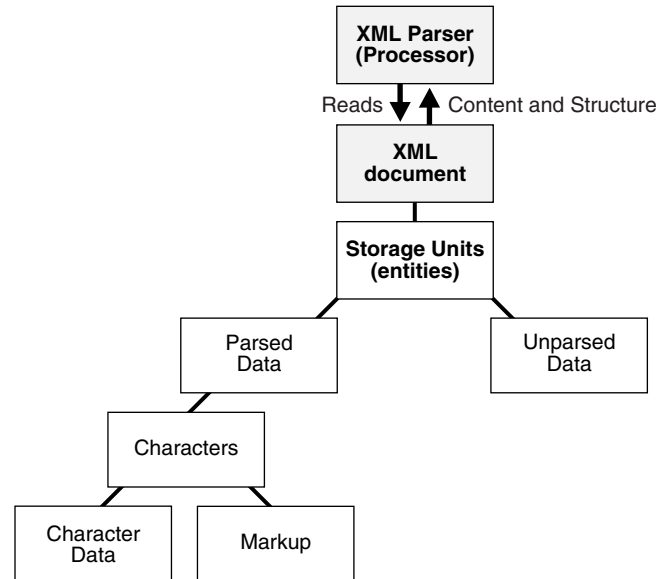 XML Parser
(Processor)
Reads
Content and Structure
XML
document
Storage Units
(entities)
Parsed
Data
Unparsed
Data
Characters
Character
Data
Markup